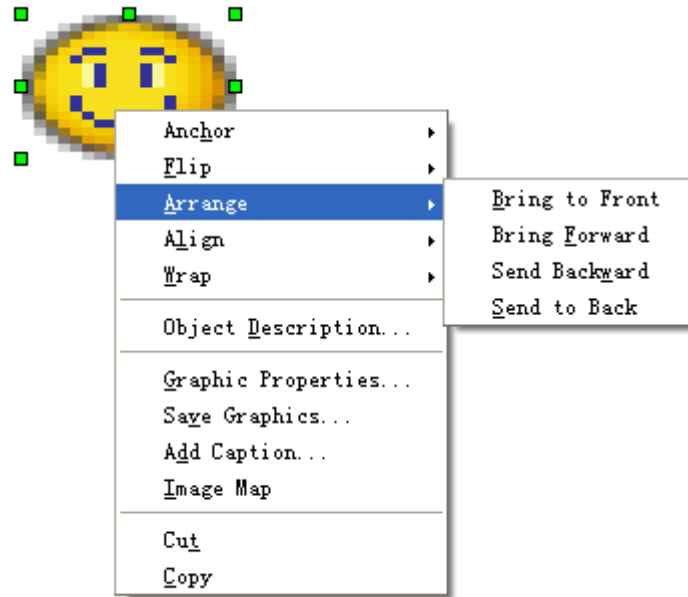 Anchor
Flip
Arrange
Align
Wrap
Object Description...
Graphic Properties...
Save Graphics...
Add Caption...
Image Map
Cut
Copy
Bring to Front
Bring Forward
Send Backward
Send to Back